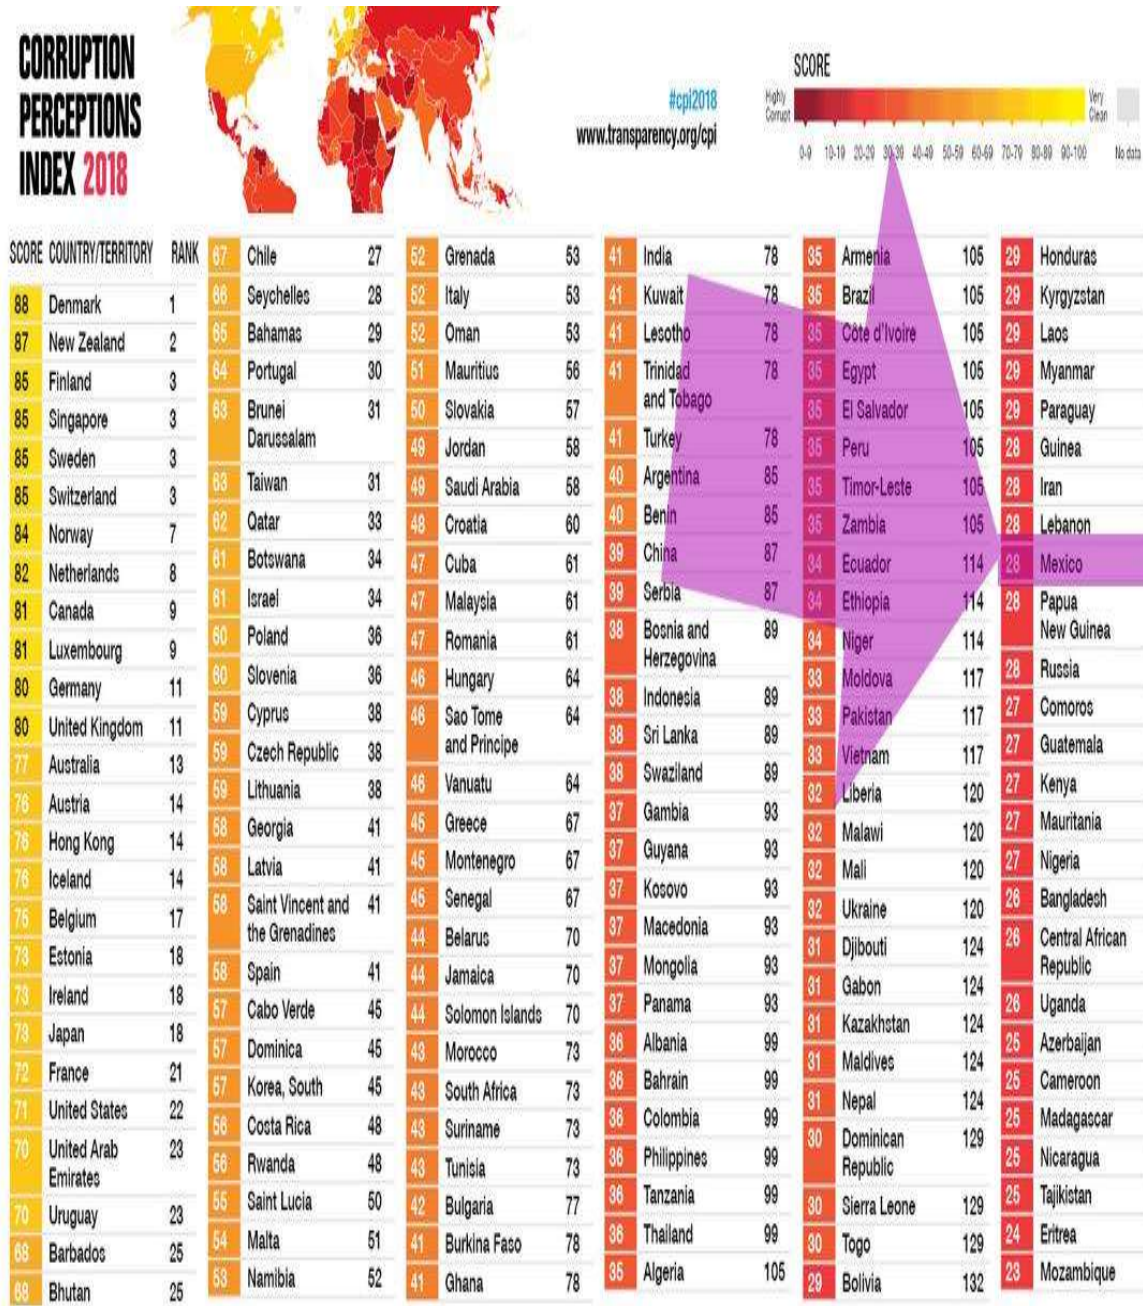 CORRUPTION
PERCEPTIONS
INDEX 2018
#cpi2018
www.transparency.org/cpi
SCORE
Highly
Corrupt
Very
Clean
0-9 10-19 20-29 30-39 40-49 50-59 60-69 70-79 80-89 90-100 No data
SCORE COUNTRY/TERRITORY RANK
88 Denmark 1
87 New Zealand 2
85 Finland 3
85 Singapore 3
85 Sweden 3
85 Switzerland 3
84 Norway 7
82 Netherlands 8
81 Canada 9
81 Luxembourg 9
80 Germany 11
80 United Kingdom 11
77 Australia 13
76 Austria 14
76 Hong Kong 14
76 Iceland 14
75 Belgium 17
73 Estonia 18
73 Ireland 18
73 Japan 18
72 France 21
71 United States 22
70 United Arab 23
Emirates
70 Uruguay 23
68 Barbados 25
68 Bhutan 25
67 Chile 27
66 Seychelles 28
65 Bahamas 29
64 Portugal 30
63 Brunei 31
Darussalam
63 Taiwan 31
62 Qatar 33
61 Botswana 34
61 Israel 34
60 Poland 36
60 Slovenia 36
59 Cyprus 38
59 Czech Republic 38
59 Lithuania 38
58 Georgia 41
58 Latvia 41
58 Saint Vincent and 41
the Grenadines
58 Spain 41
57 Cabo Verde 45
57 Dominica 45
57 Korea, South 45
56 Costa Rica 48
56 Rwanda 48
55 Saint Lucia 50
54 Malta 51
53 Namibia 52
52 Grenada 53
52 Italy 53
52 Oman 53
51 Mauritius 56
50 Slovakia 57
49 Jordan 58
49 Saudi Arabia 58
48 Croatia 60
47 Cuba 61
47 Malaysia 61
47 Romania 61
46 Hungary 64
46 Sao Tome 64
and Principe
46 Vanuatu 64
45 Greece 67
45 Montenegro 67
45 Senegal 67
44 Belarus 70
44 Jamaica 70
44 Solomon Islands 70
43 Morocco 73
43 South Africa 73
43 Suriname 73
43 Tunisia 73
42 Bulgaria 77
41 Burkina Faso 78
41 Ghana 78
41 India 78
41 Kuwait 78
41 Lesotho 78
41 Trinidad 78
and Tobago
41 Turkey 78
40 Argentina 85
40 Benin 85
39 China 87
39 Serbia 87
38 Bosnia and 89
Herzegovina
38 Indonesia 89
38 Sri Lanka 89
38 Swaziland 89
37 Gambia 93
37 Guyana 93
37 Kosovo 93
37 Macedonia 93
37 Mongolia 93
37 Panama 93
36 Albania 99
36 Bahrain 99
36 Colombia 99
36 Philippines 99
36 Tanzania 99
36 Thailand 99
35 Algeria 105
35 Armenia 105
35 Brazil 105
35 Côte d'Ivoire 105
35 Egypt 105
35 El Salvador 105
35 Peru 105
35 Timor-Leste 105
35 Zambia 105
34 Ecuador 114
34 Ethiopia 114
34 Niger 114
33 Moldova 117
33 Pakistan 117
33 Vietnam 117
32 Liberia 120
32 Malawi 120
32 Mali 120
32 Ukraine 120
31 Djibouti 124
31 Gabon 124
31 Kazakhstan 124
31 Maldives 124
31 Nepal 124
30 Dominican 129
Republic
30 Sierra Leone 129
30 Togo 129
29 Bolivia 132
29 Honduras
29 Kyrgyzstan
29 Laos
29 Myanmar
29 Paraguay
28 Guinea
28 Iran
28 Lebanon
28 Mexico
28 Papua
New Guinea
28 Russia
27 Comoros
27 Guatemala
27 Kenya
27 Mauritania
27 Nigeria
26 Bangladesh
26 Central African
Republic
26 Uganda
25 Azerbaijan
25 Cameroon
25 Madagascar
25 Nicaragua
25 Tajikistan
24 Eritrea
23 Mozambique